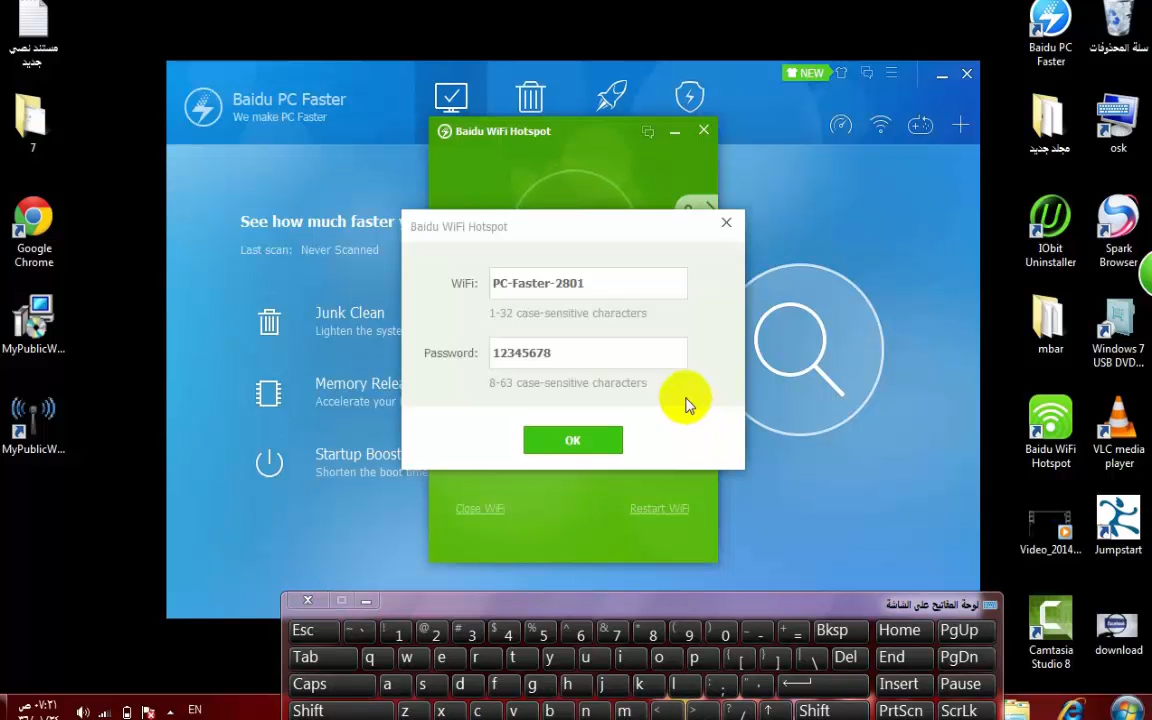 مستند نصي
جديد
7
Google
Chrome
MyPublicW...
MyPublicW...
Baidu PC Faster
We make PC Faster
NEW
See how much faster
Last scan: Never Scanned
Junk Clean
Lighten the syste
Memory Relea
Accelerate your
Startup Boost
Shorten the boot time
Baidu WiFi Hotspot
Baidu WiFi Hotspot
WiFi:
PC-Faster-2801
1-32 case-sensitive characters
Password:
12345678
8-63 case-sensitive characters
OK
Close WiFi
Restart WiFi
Baidu PC
Faster
سلة المحذوفات
مجلد جديد
osk
IObit
Uninstaller
Spark
Browser
mbar
Windows 7
USB DVD...
Baidu WiFi
Hotspot
VLC media
player
Video_2014...
Jumpstart
Camtasia
Studio 8
download
لوحة المفاتيح على الشاشة
Esc ~ ` ! 1 @ 2 # 3 $ 4 % 5 ^ 6 & 7 * 8 ( 9 ) 0 _ - + = Bksp Home PgUp
Tab q w e r t y u i o p { [ } ] | \ Del End PgDn
Caps a s d f g h j k l : ; " ' Insert Pause
Shift z x c v b n m < > ? / Shift PrtScn ScrLk
EN
٠٧:٣١ ص